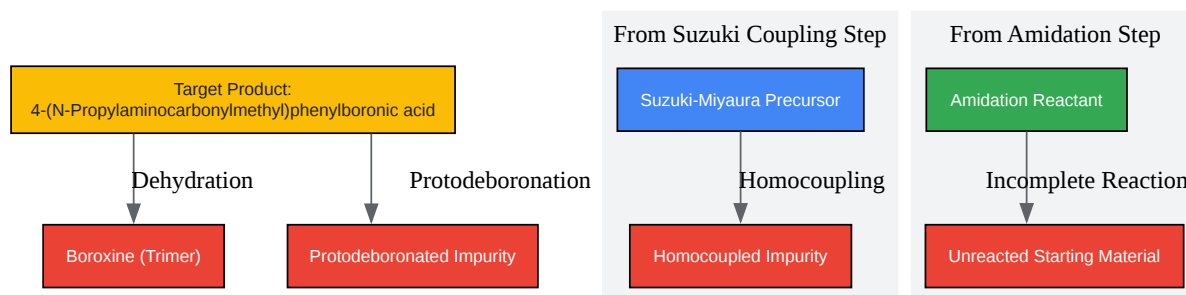 From Suzuki Coupling Step
From Amidation Step
Target Product:
4-(N-Propylaminocarbonylmethyl)phenylboronic acid
Suzuki-Miyaura Precursor
Amidation Reactant
Dehydration
Protodeboronation
Homocoupling
Incomplete Reaction
Boroxine (Trimer)
Protodeboronated Impurity
Homocoupled Impurity
Unreacted Starting Material